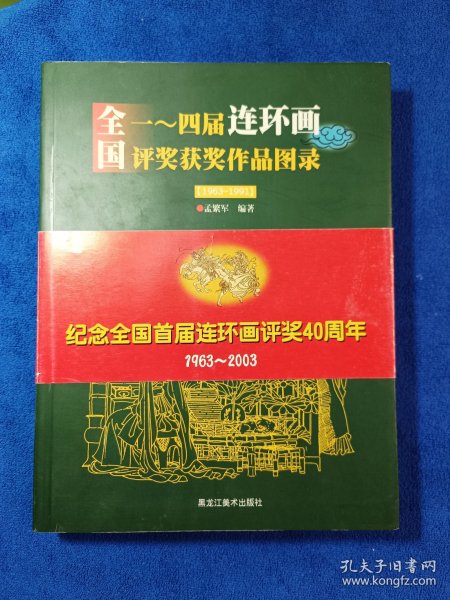 全国 一～四届连环画
评奖获奖作品图录
【1963-1991】
孟繁军 编著
纪念全国首届连环画评奖40周年
1963～2003
黑龙江美术出版社
孔夫子旧书网
www.kongfz.com